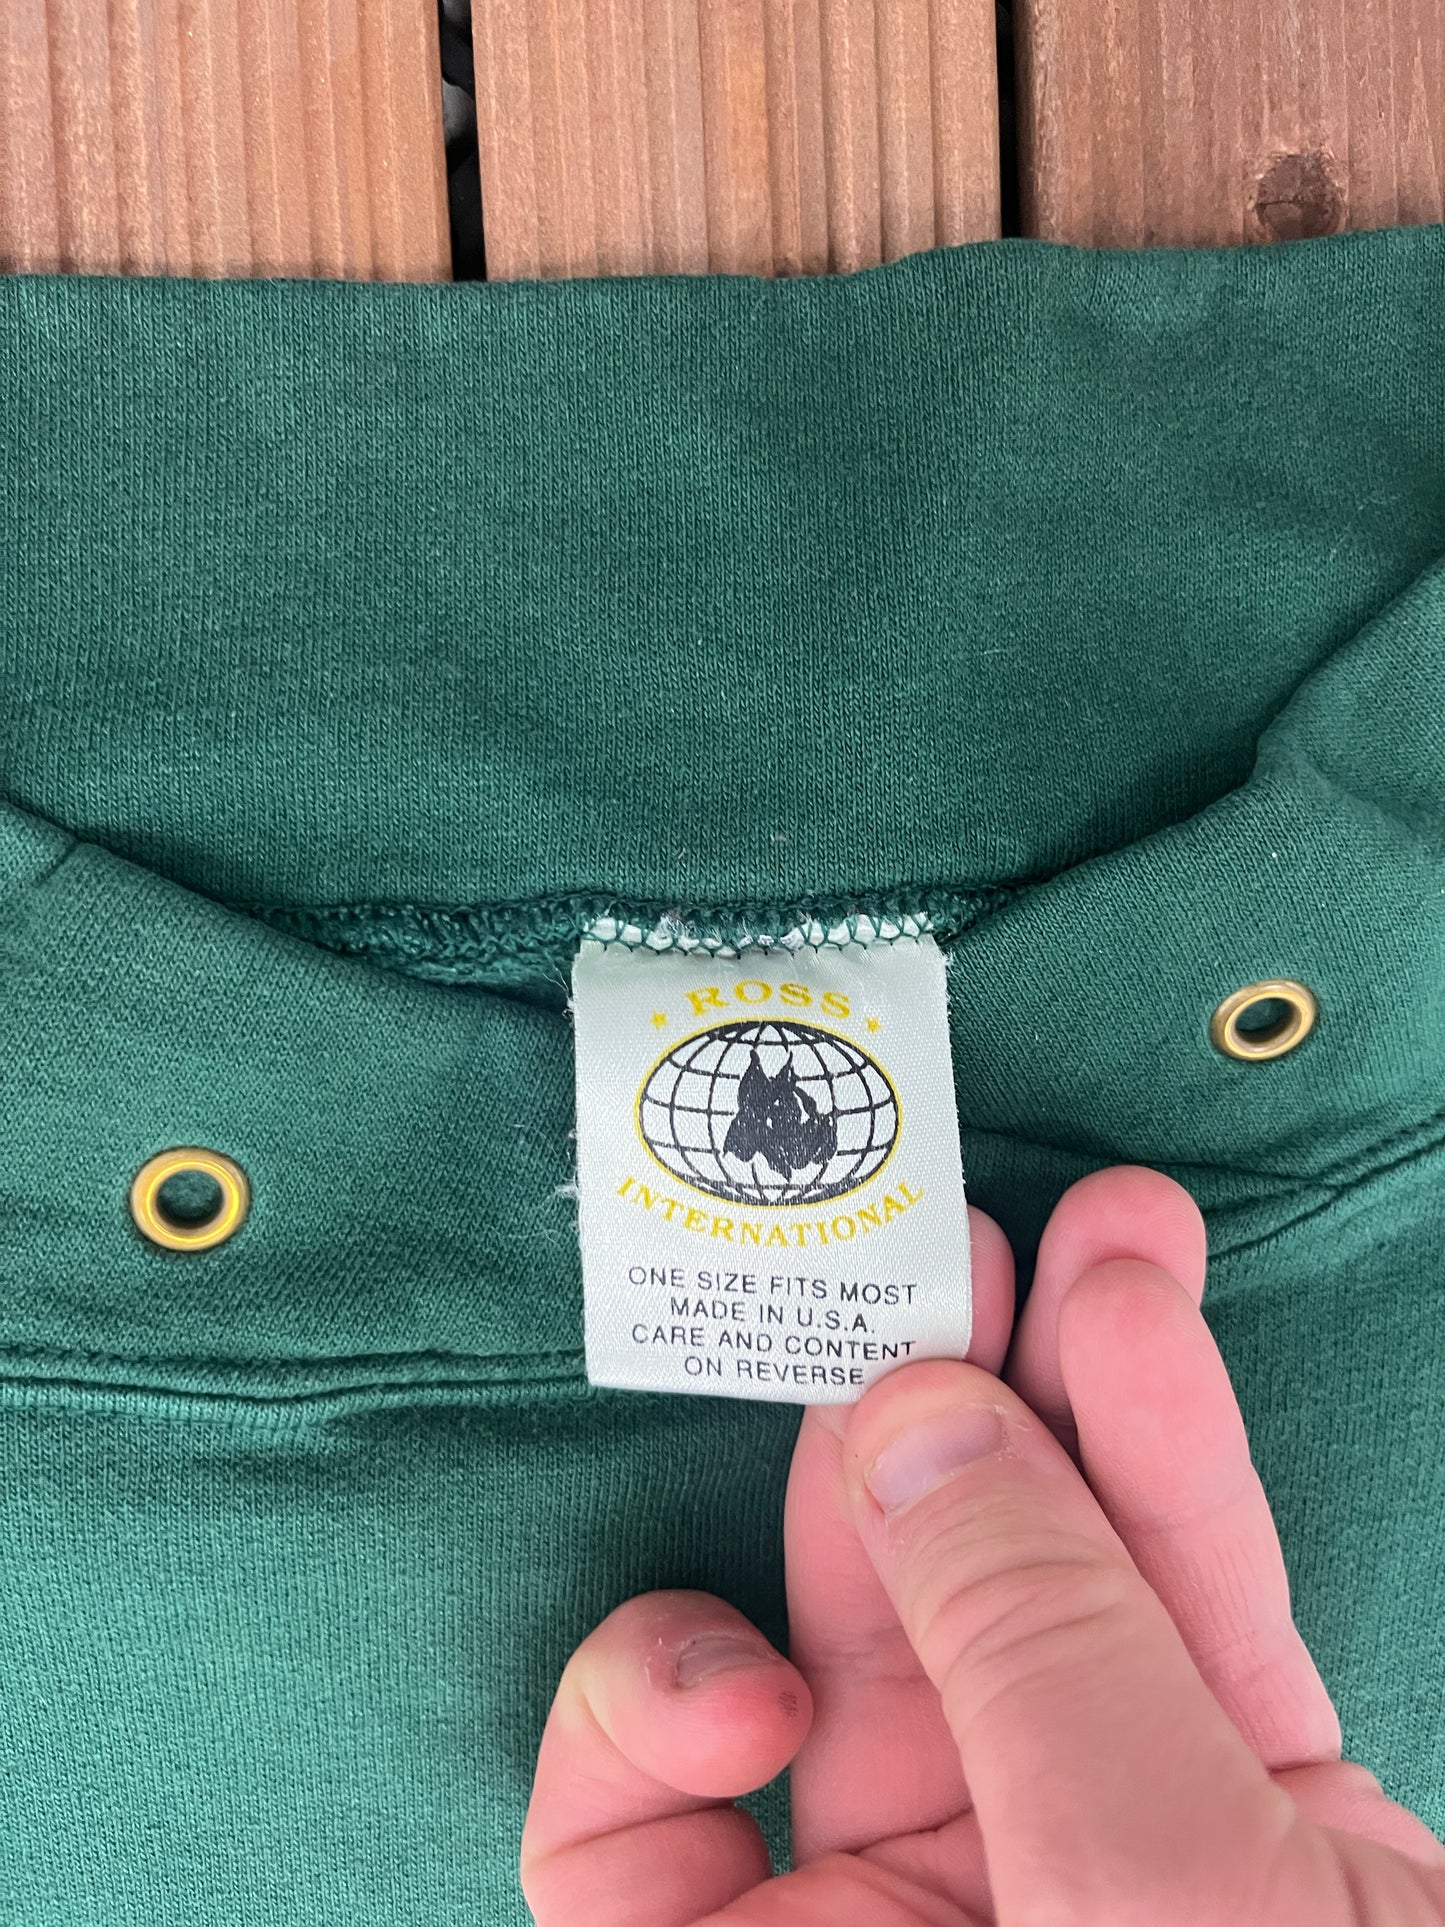 ROSS
INTERNATIONAL
ONE SIZE FITS MOST
MADE IN U.S.A.
CARE AND CONTENT
ON REVERSE